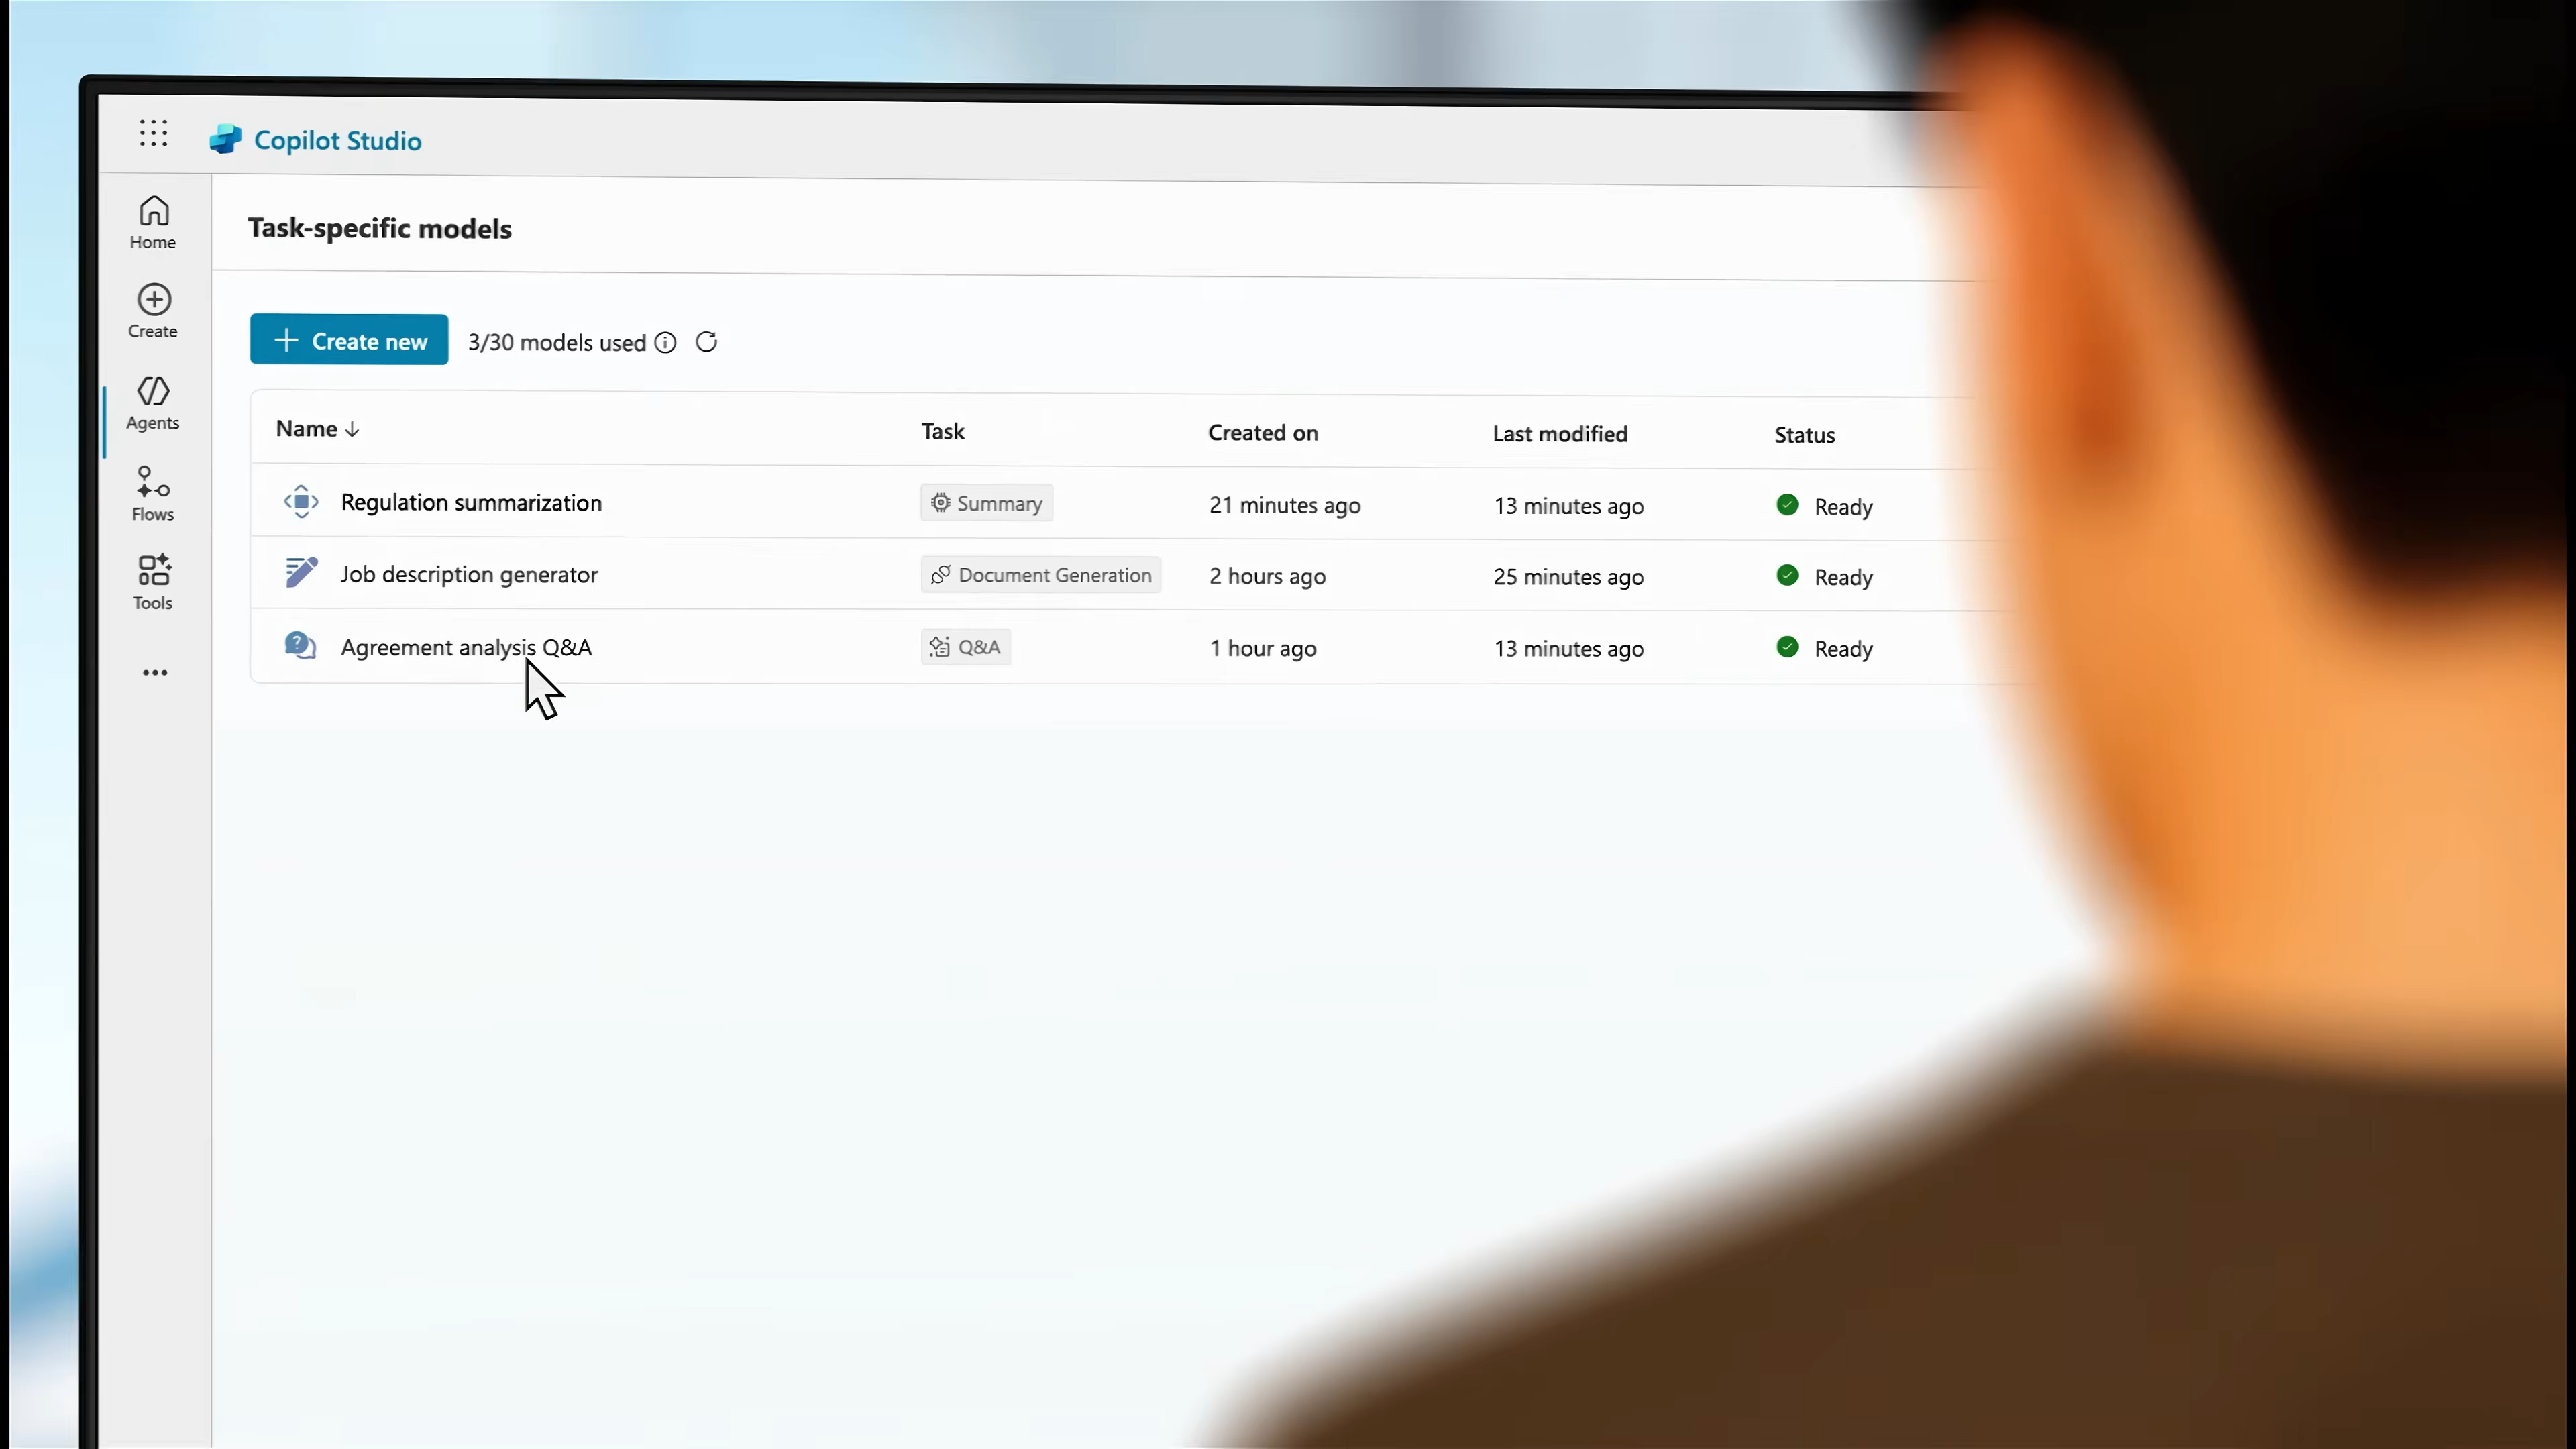 Copilot Studio
Home
Create
Agents
Flows
Tools
Task-specific models
Create new
3/30 models used
Name Task Created on Last modified Status
Regulation summarization Summary 21 minutes ago 13 minutes ago Ready
Job description generator Document Generation 2 hours ago 25 minutes ago Ready
Agreement analysis Q&A Q&A 1 hour ago 13 minutes ago Ready